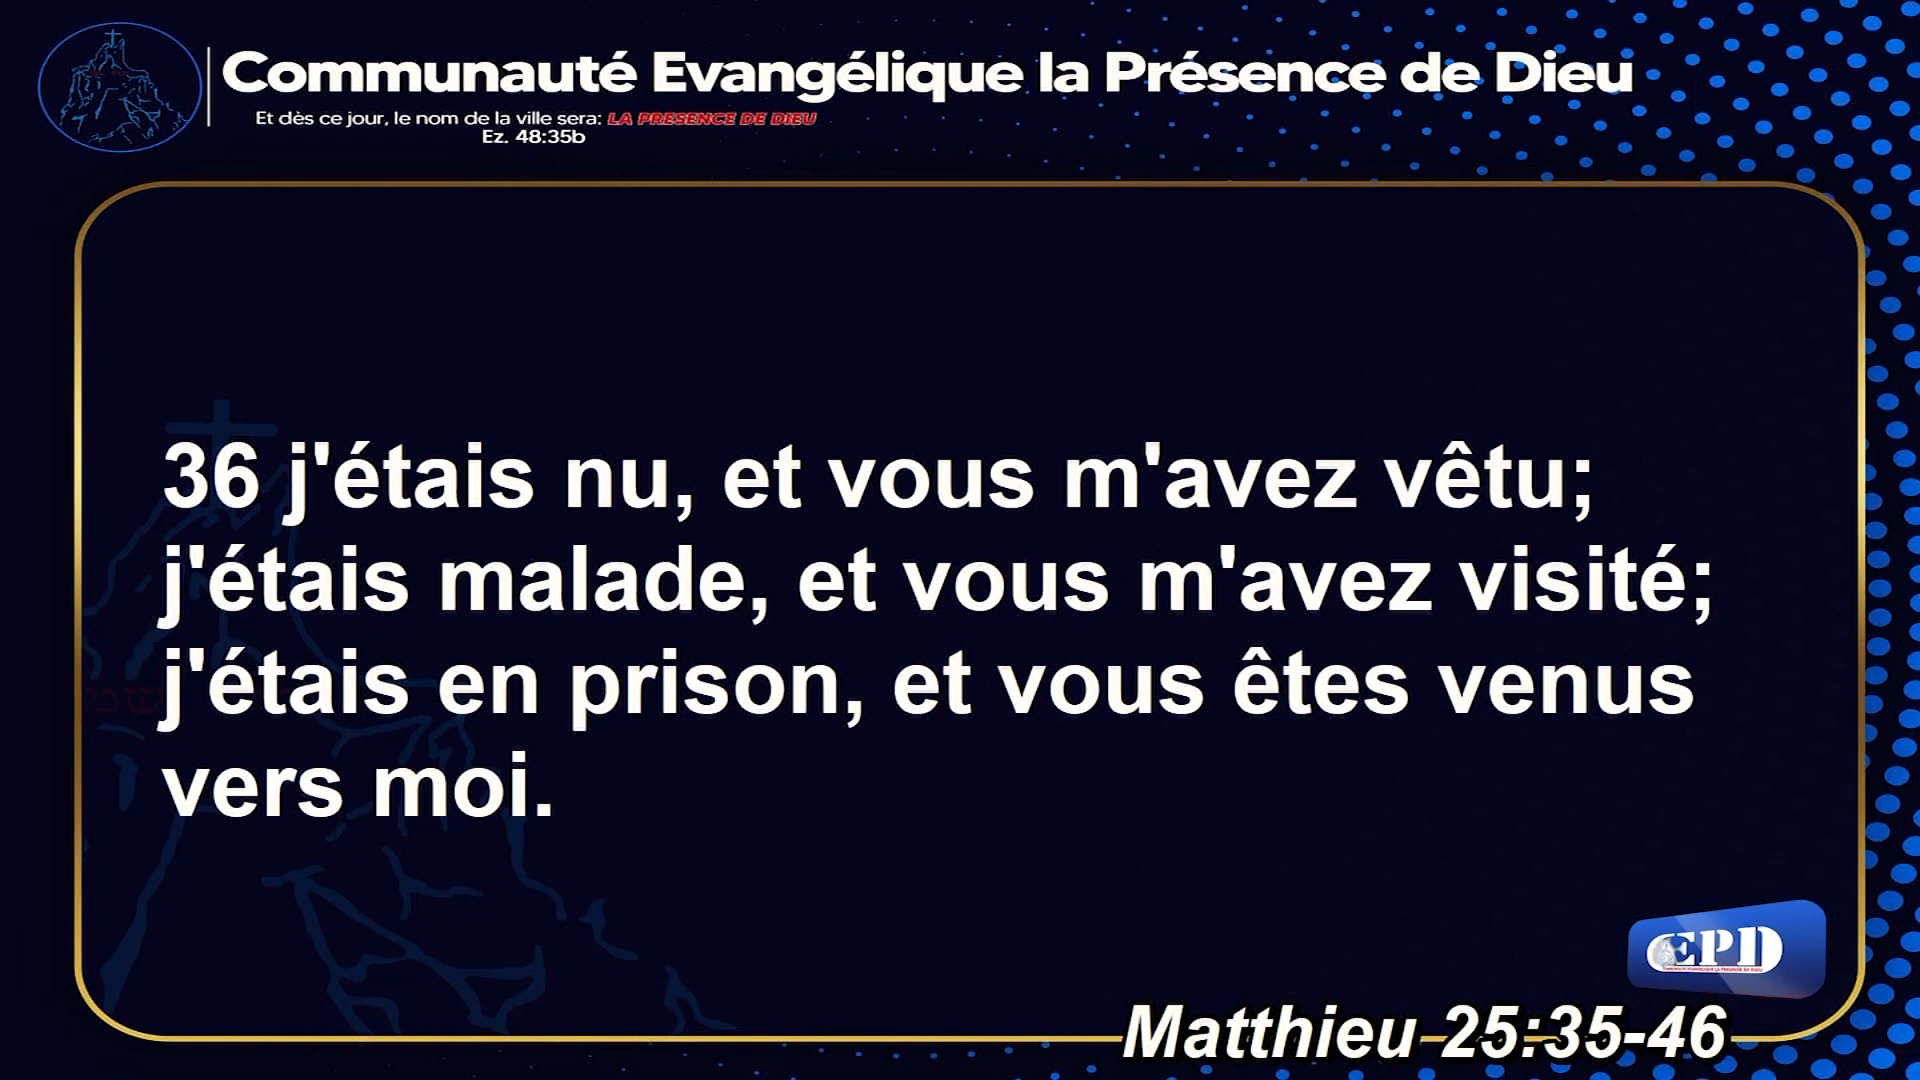 Communauté Evangélique la Présence de Dieu
Et dès ce jour, le nom de la ville sera: LA PRESENCE DE DIEU
Ez. 48:35b
36 j'étais nu, et vous m'avez vêtu;
j'étais malade, et vous m'avez visité;
j'étais en prison, et vous êtes venus
vers moi.
CEPD
Matthieu 25:35-46